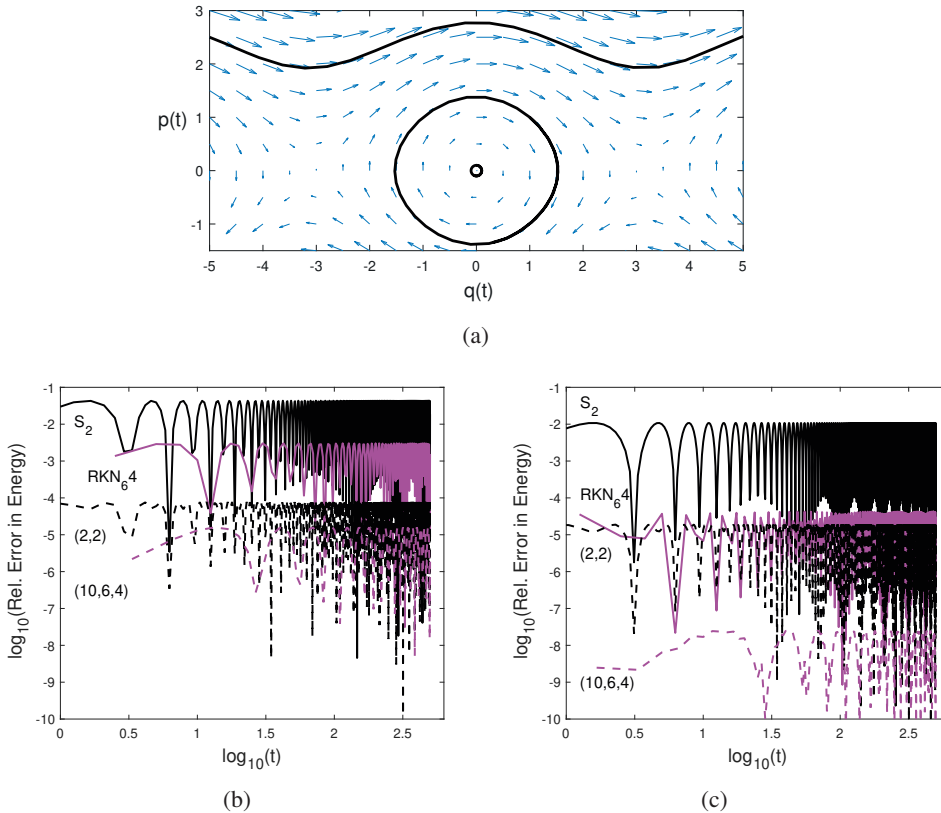 3
2
1
0
-1
p(t)
-5 -4 -3 -2 -1 0 1 2 3 4 5
q(t)
(a)
-1
-2
-3
-4
-5
-6
-7
-8
-9
-10
log10(Rel. Error in Energy)
S2
RKN64
(2,2)
(10,6,4)
0 0.5 1 1.5 2 2.5
log10(t)
(b)
-1
-2
-3
-4
-5
-6
-7
-8
-9
-10
log10(Rel. Error in Energy)
S2
RKN64
(2,2)
(10,6,4)
0 0.5 1 1.5 2 2.5
log10(t)
(c)